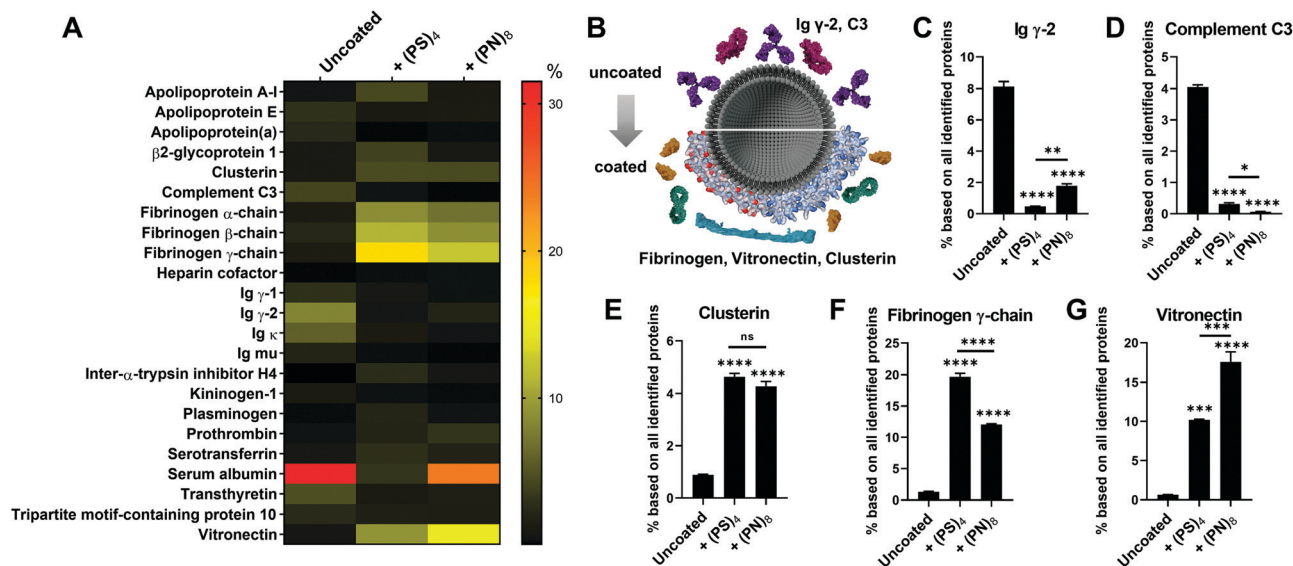 A
Uncoated
+ (PS)₄
+ (PN)₈
Apolipoprotein A-I
Apolipoprotein E
Apolipoprotein(a)
β2-glycoprotein 1
Clusterin
Complement C3
Fibrinogen α-chain
Fibrinogen β-chain
Fibrinogen γ-chain
Heparin cofactor
Ig γ-1
Ig γ-2
Ig κ
Ig mu
Inter-α-trypsin inhibitor H4
Kininogen-1
Plasminogen
Prothrombin
Serotransferrin
Serum albumin
Transthyretin
Tripartite motif-containing protein 10
Vitronectin
%
30
20
10
B
Ig γ-2, C3
uncoated
coated
Fibrinogen, Vitronectin, Clusterin
C
Ig γ-2
% based on all identified proteins
10
8
6
4
2
0
**
****
****
Uncoated
+ (PS)₄
+ (PN)₈
D
Complement C3
% based on all identified proteins
5
4
3
2
1
0
*
****
****
Uncoated
+ (PS)₄
+ (PN)₈
E
Clusterin
% based on all identified proteins
6
4
2
0
ns
****
****
Uncoated
+ (PS)₄
+ (PN)₈
F
Fibrinogen γ-chain
% based on all identified proteins
25
20
15
10
5
0
****
****
****
Uncoated
+ (PS)₄
+ (PN)₈
G
Vitronectin
% based on all identified proteins
20
15
10
5
0
***
****
***
Uncoated
+ (PS)₄
+ (PN)₈